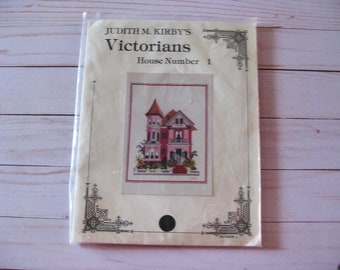 JUDITH M. KIRBY'S
Victorians
House Number 1